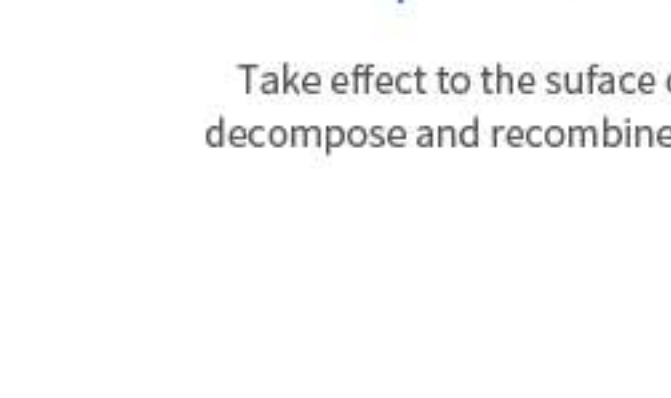 Take effect to the suface
decompose and recombine